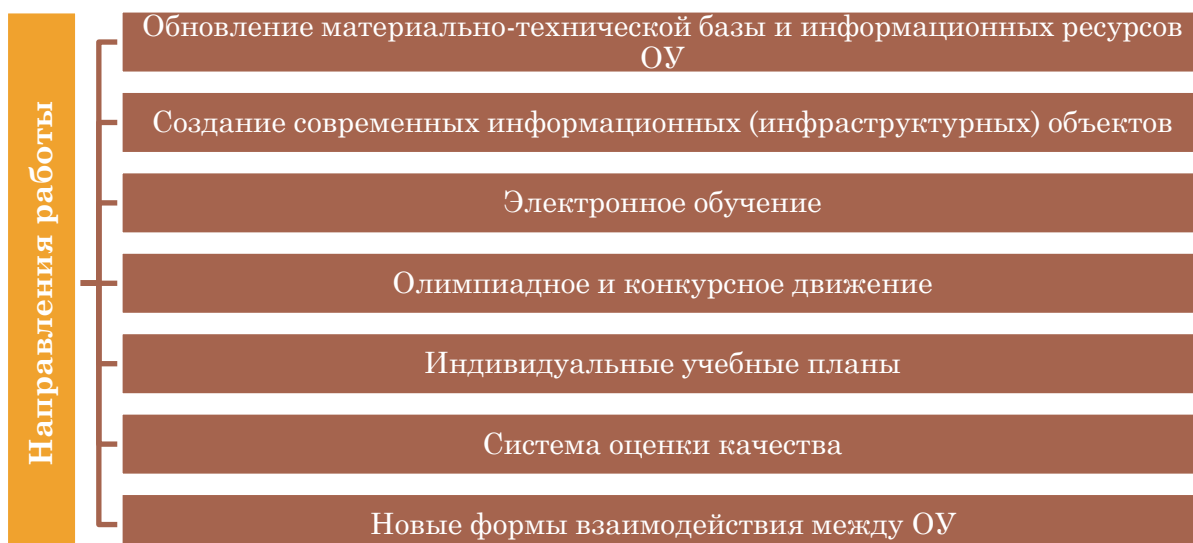 Направления работы
Обновление материально-технической базы и информационных ресурсов
ОУ
Создание современных информационных (инфраструктурных) объектов
Электронное обучение
Олимпиадное и конкурсное движение
Индивидуальные учебные планы
Система оценки качества
Новые формы взаимодействия между ОУ